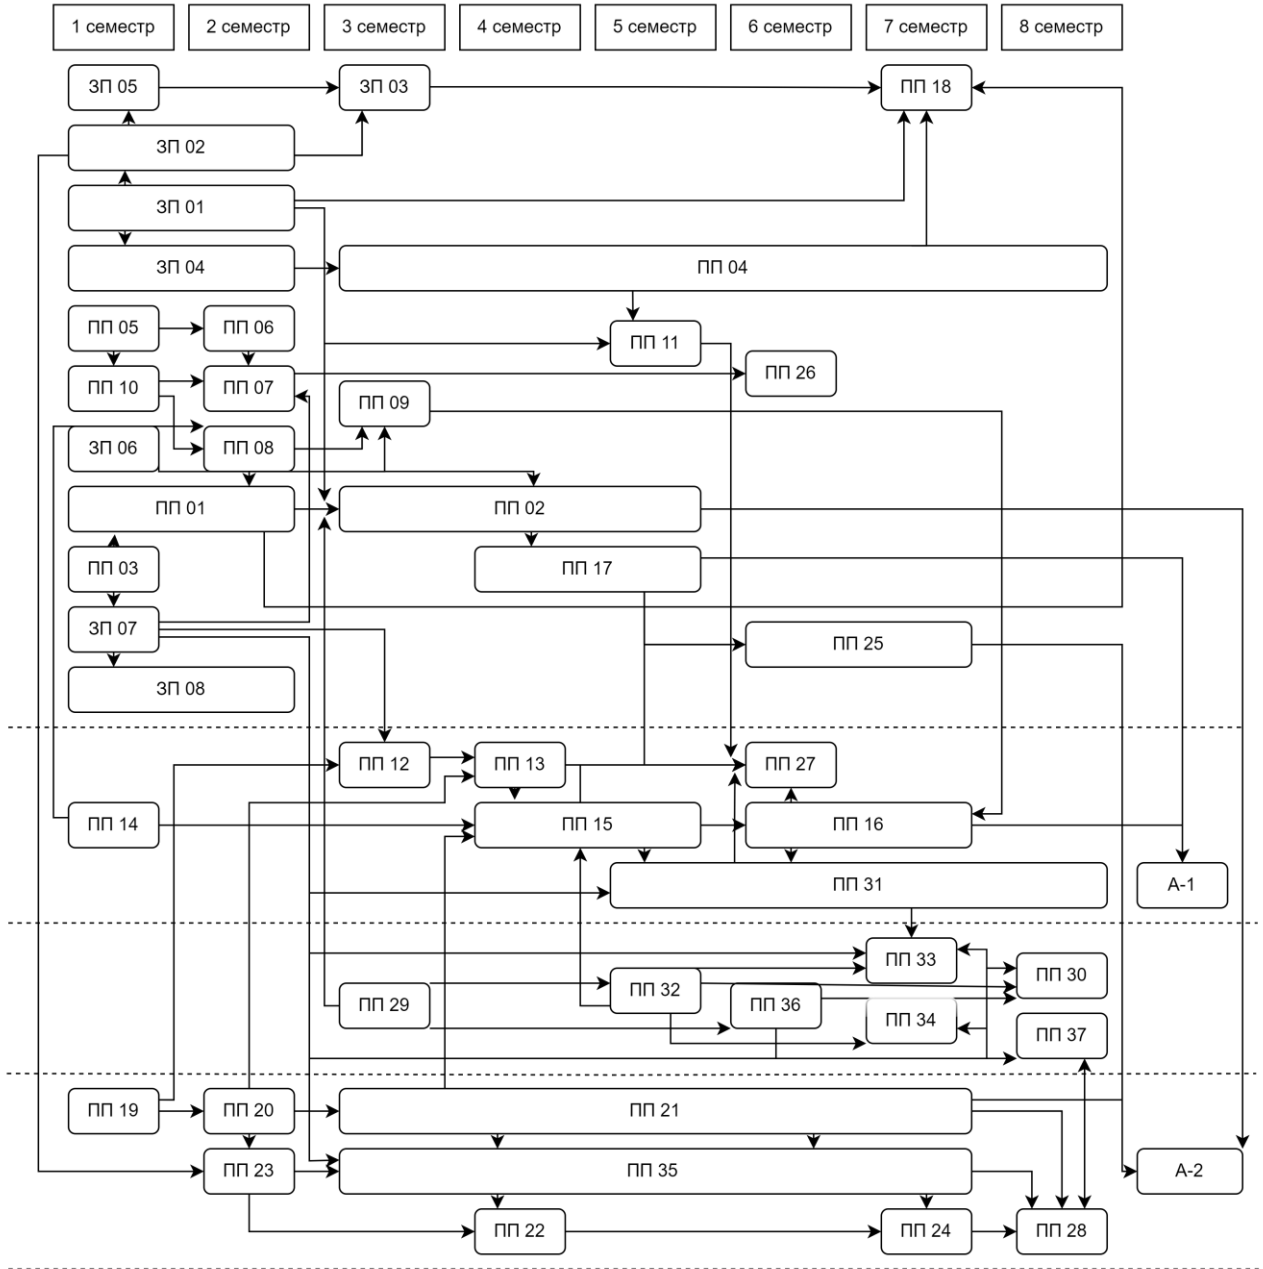 1 семестр 2 семестр 3 семестр 4 семестр 5 семестр 6 семестр 7 семестр 8 семестр
ЗП 05 ЗП 03 ПП 18
ЗП 02
ЗП 01
ЗП 04 ПП 04
ПП 05 ПП 06
ПП 11
ПП 10 ПП 07 ПП 26
ПП 09
ЗП 06 ПП 08
ПП 01 ПП 02
ПП 03 ПП 17
ЗП 07
ПП 25
ЗП 08
ПП 12 ПП 13 ПП 27
ПП 14 ПП 15 ПП 16
ПП 31 А-1
ПП 33
ПП 30
ПП 32
ПП 29 ПП 36
ПП 34
ПП 37
ПП 19 ПП 20 ПП 21
ПП 23 ПП 35 А-2
ПП 22 ПП 24 ПП 28